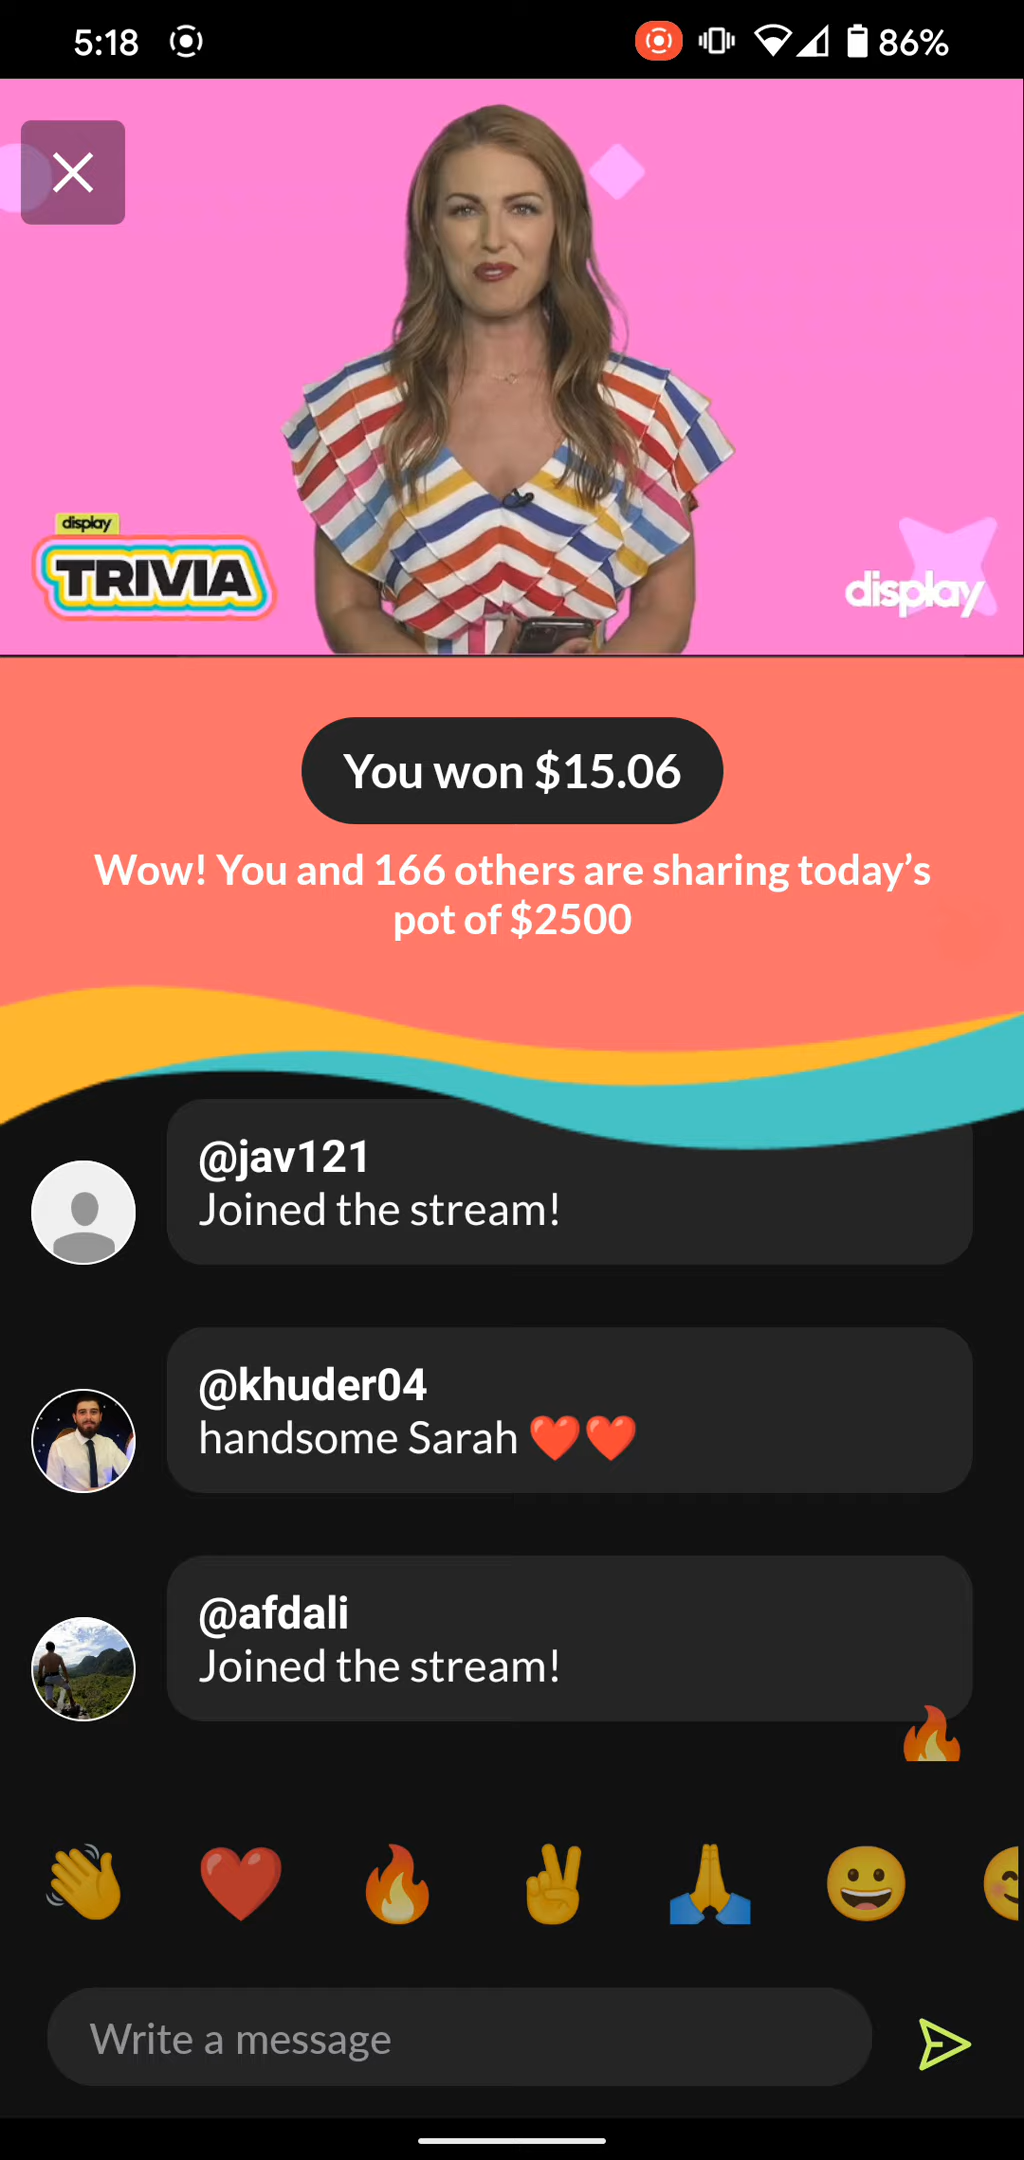 5:18
86%
display
TRIVIA
display
You won $15.06
Wow! You and 166 others are sharing today’s
pot of $2500
@jav121
Joined the stream!
@khuder04
handsome Sarah ❤️❤️
@afdali
Joined the stream!
Write a message